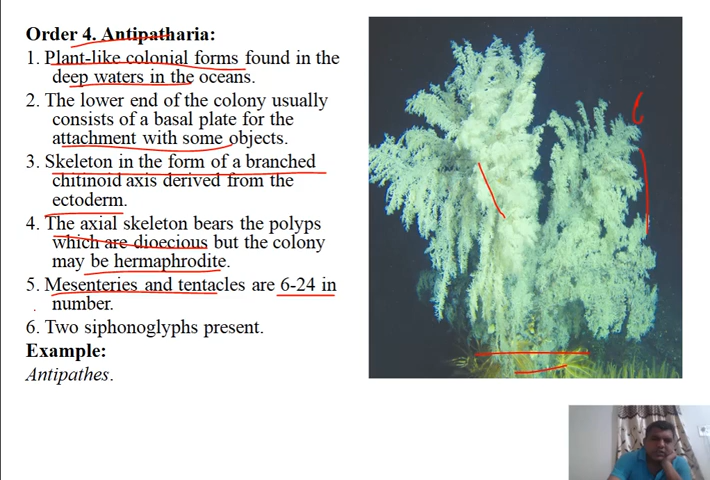 Order 4. Antipatharia:
1. Plant-like colonial forms found in the
deep waters in the oceans.
2. The lower end of the colony usually
consists of a basal plate for the
attachment with some objects.
3. Skeleton in the form of a branched
chitinoid axis derived from the
ectoderm.
4. The axial skeleton bears the polyps
which are dioecious but the colony
may be hermaphrodite.
5. Mesenteries and tentacles are 6-24 in
number.
6. Two siphonoglyphs present.
Example:
Antipathes.